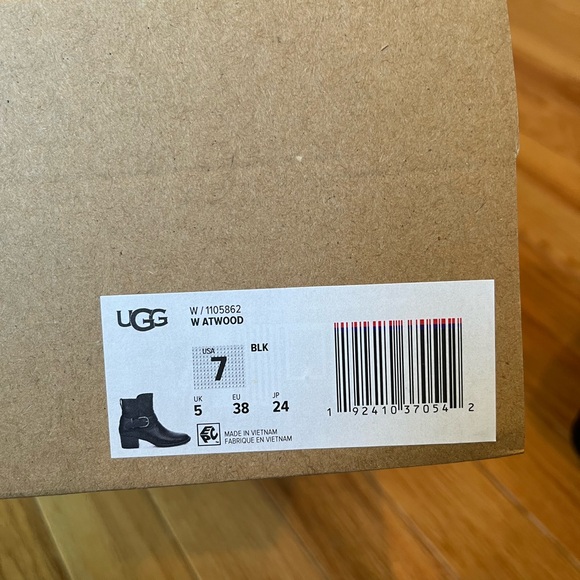 UGG
W / 1105862
W ATWOOD
USA
7
BLK
UK EU JP
5 38 24
MADE IN VIETNAM
FABRIQUE EN VIETNAM
1 92410 37054 2